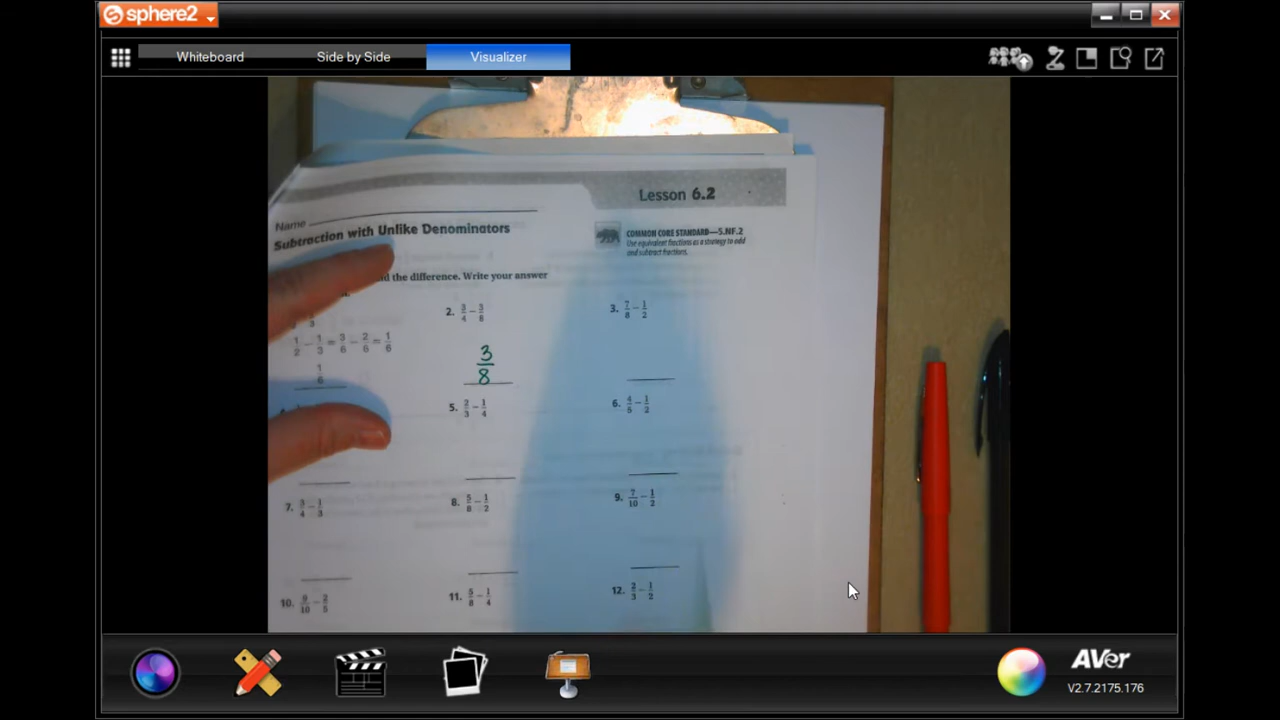 sphere2
Whiteboard Side by Side Visualizer
Lesson 6.2
Name
Subtraction with Unlike Denominators
COMMON CORE STANDARD—5.NF.2
Use equivalent fractions as a strategy to add
and subtract fractions.
the difference. Write your answer
2. 3/4 − 3/8
3. 7/8 − 1/2
1/2 − 1/3 = 3/6 − 2/6 = 1/6
1/6
3/8
5. 2/3 − 1/4
6. 4/5 − 1/2
7. 3/4 − 1/3
8. 5/8 − 1/2
9. 7/10 − 1/2
10. 9/10 − 2/5
11. 5/8 − 1/4
12. 2/3 − 1/2
AVer
V2.7.2175.176